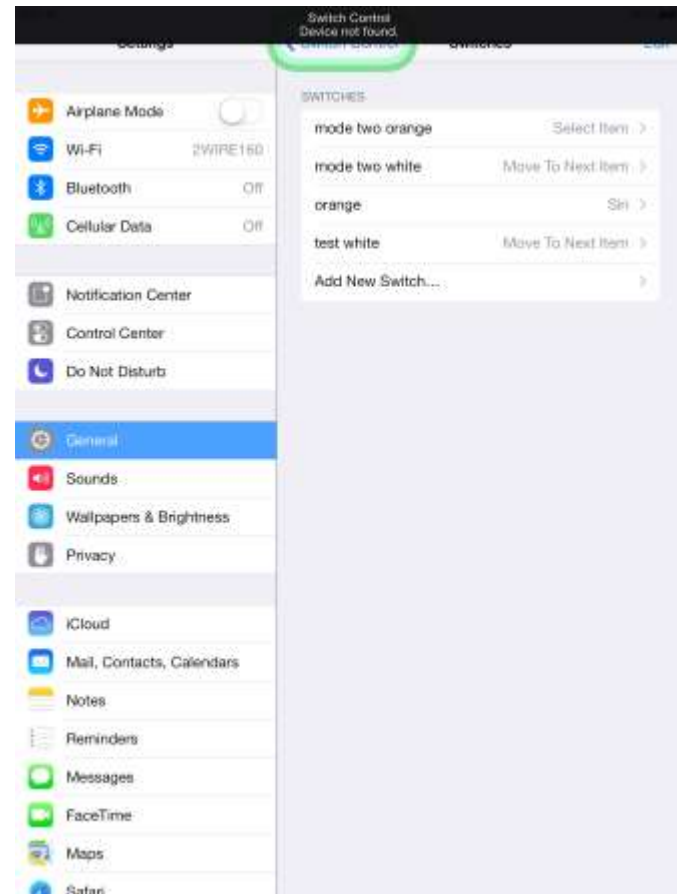 Switch Control
Device not found.
Settings
Switch Control
Switches
Edit
Airplane Mode
Wi-Fi 2WIRE160
Bluetooth Off
Cellular Data Off
Notification Center
Control Center
Do Not Disturb
General
Sounds
Wallpapers & Brightness
Privacy
iCloud
Mail, Contacts, Calendars
Notes
Reminders
Messages
FaceTime
Maps
Safari
SWITCHES
mode two orange Select Item
mode two white Move To Next Item
orange Siri
test white Move To Next Item
Add New Switch...